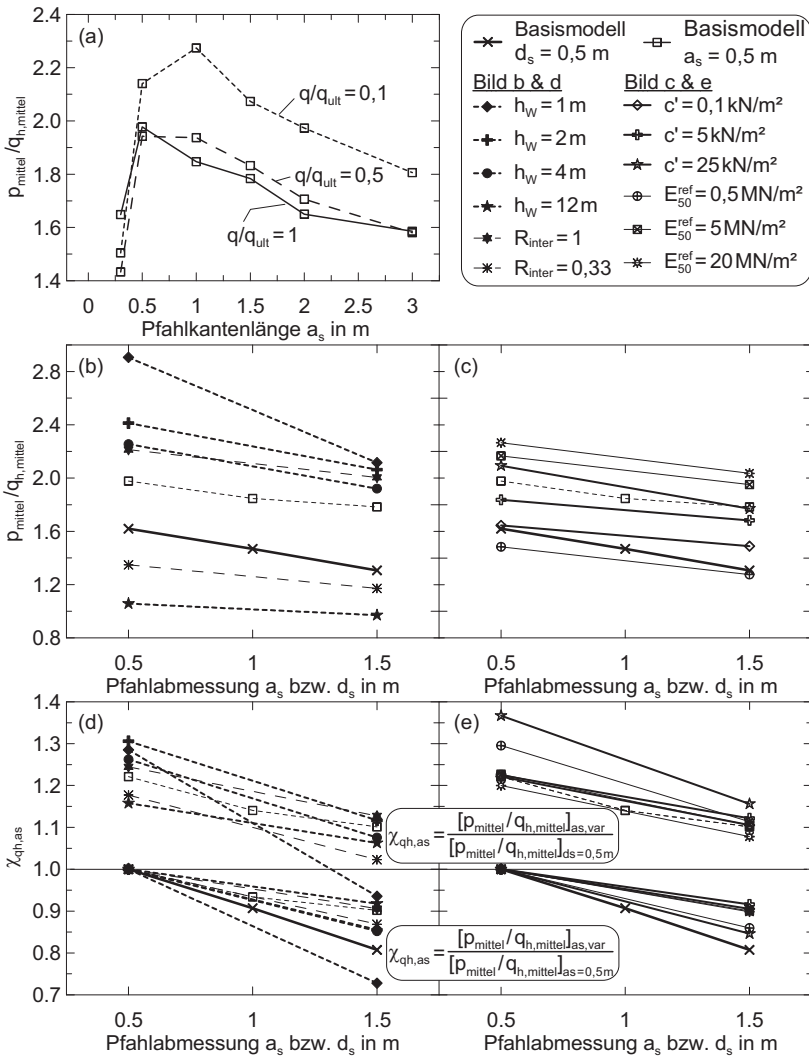 (a)
2.4
2.2
2.0
1.8
1.6
1.4
p_mittel/q_h,mittel
q/q_ult = 0,1
q/q_ult = 0,5
q/q_ult = 1
0 0.5 1 1.5 2 2.5 3
Pfahlkantenlänge a_s in m
Basismodell d_s = 0,5 m
Basismodell a_s = 0,5 m
Bild b & d
h_W = 1 m
h_W = 2 m
h_W = 4 m
h_W = 12 m
R_inter = 1
R_inter = 0,33
Bild c & e
c' = 0,1 kN/m²
c' = 5 kN/m²
c' = 25 kN/m²
E_50^ref = 0,5 MN/m²
E_50^ref = 5 MN/m²
E_50^ref = 20 MN/m²
(b)
2.8
2.4
2.0
1.6
1.2
0.8
p_mittel/q_h,mittel
0.5 1 1.5
Pfahlabmessung a_s bzw. d_s in m
(c)
0.5 1 1.5
Pfahlabmessung a_s bzw. d_s in m
(d)
1.4
1.3
1.2
1.1
1.0
0.9
0.8
0.7
χ_qh,as
0.5 1 1.5
Pfahlabmessung a_s bzw. d_s in m
(e)
χ_qh,as = [p_mittel/q_h,mittel]_as,var / [p_mittel/q_h,mittel]_ds=0,5m
χ_qh,as = [p_mittel/q_h,mittel]_as,var / [p_mittel/q_h,mittel]_as=0,5m
0.5 1 1.5
Pfahlabmessung a_s bzw. d_s in m